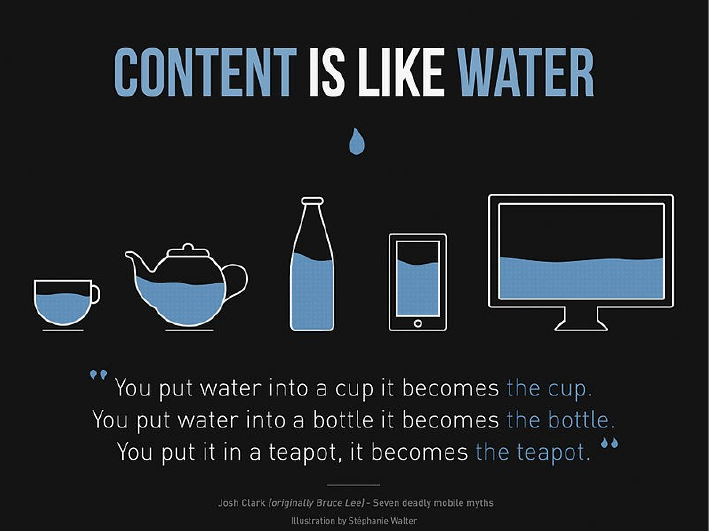 CONTENT IS LIKE WATER
" You put water into a cup it becomes the cup.
You put water into a bottle it becomes the bottle.
You put it in a teapot, it becomes the teapot. "
Josh Clark (originally Bruce Lee) - Seven deadly mobile myths
Illustration by Stéphanie Walter